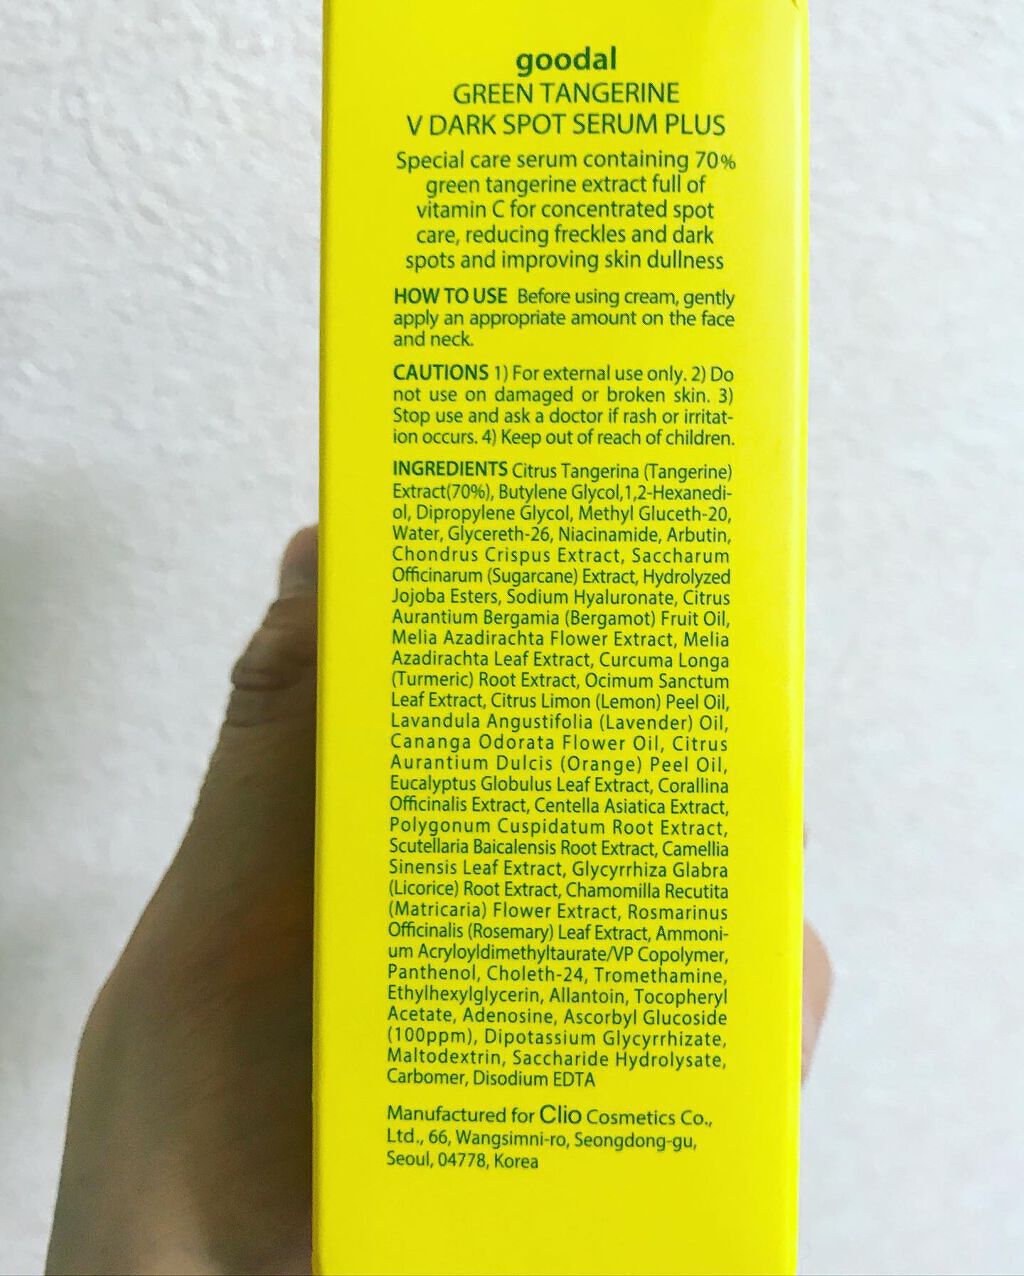 goodal
GREEN TANGERINE
V DARK SPOT SERUM PLUS
Special care serum containing 70%
green tangerine extract full of
vitamin C for concentrated spot
care, reducing freckles and dark
spots and improving skin dullness
HOW TO USE Before using cream, gently
apply an appropriate amount on the face
and neck.
CAUTIONS 1) For external use only. 2) Do
not use on damaged or broken skin. 3)
Stop use and ask a doctor if rash or irritat-
ion occurs. 4) Keep out of reach of children.
INGREDIENTS Citrus Tangerina (Tangerine)
Extract(70%), Butylene Glycol,1,2-Hexanedi-
ol, Dipropylene Glycol, Methyl Gluceth-20,
Water, Glycereth-26, Niacinamide, Arbutin,
Chondrus Crispus Extract, Saccharum
Officinarum (Sugarcane) Extract, Hydrolyzed
Jojoba Esters, Sodium Hyaluronate, Citrus
Aurantium Bergamia (Bergamot) Fruit Oil,
Melia Azadirachta Flower Extract, Melia
Azadirachta Leaf Extract, Curcuma Longa
(Turmeric) Root Extract, Ocimum Sanctum
Leaf Extract, Citrus Limon (Lemon) Peel Oil,
Lavandula Angustifolia (Lavender) Oil,
Cananga Odorata Flower Oil, Citrus
Aurantium Dulcis (Orange) Peel Oil,
Eucalyptus Globulus Leaf Extract, Corallina
Officinalis Extract, Centella Asiatica Extract,
Polygonum Cuspidatum Root Extract,
Scutellaria Baicalensis Root Extract, Camellia
Sinensis Leaf Extract, Glycyrrhiza Glabra
(Licorice) Root Extract, Chamomilla Recutita
(Matricaria) Flower Extract, Rosmarinus
Officinalis (Rosemary) Leaf Extract, Ammoni-
um Acryloyldimethyltaurate/VP Copolymer,
Panthenol, Choleth-24, Tromethamine,
Ethylhexylglycerin, Allantoin, Tocopheryl
Acetate, Adenosine, Ascorbyl Glucoside
(100ppm), Dipotassium Glycyrrhizate,
Maltodextrin, Saccharide Hydrolysate,
Carbomer, Disodium EDTA
Manufactured for Clio Cosmetics Co.,
Ltd., 66, Wangsimni-ro, Seongdong-gu,
Seoul, 04778, Korea